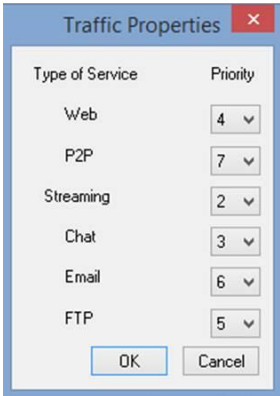 Traffic Properties ×
Type of Service Priority
Web 4
P2P 7
Streaming 2
Chat 3
Email 6
FTP 5
OK Cancel